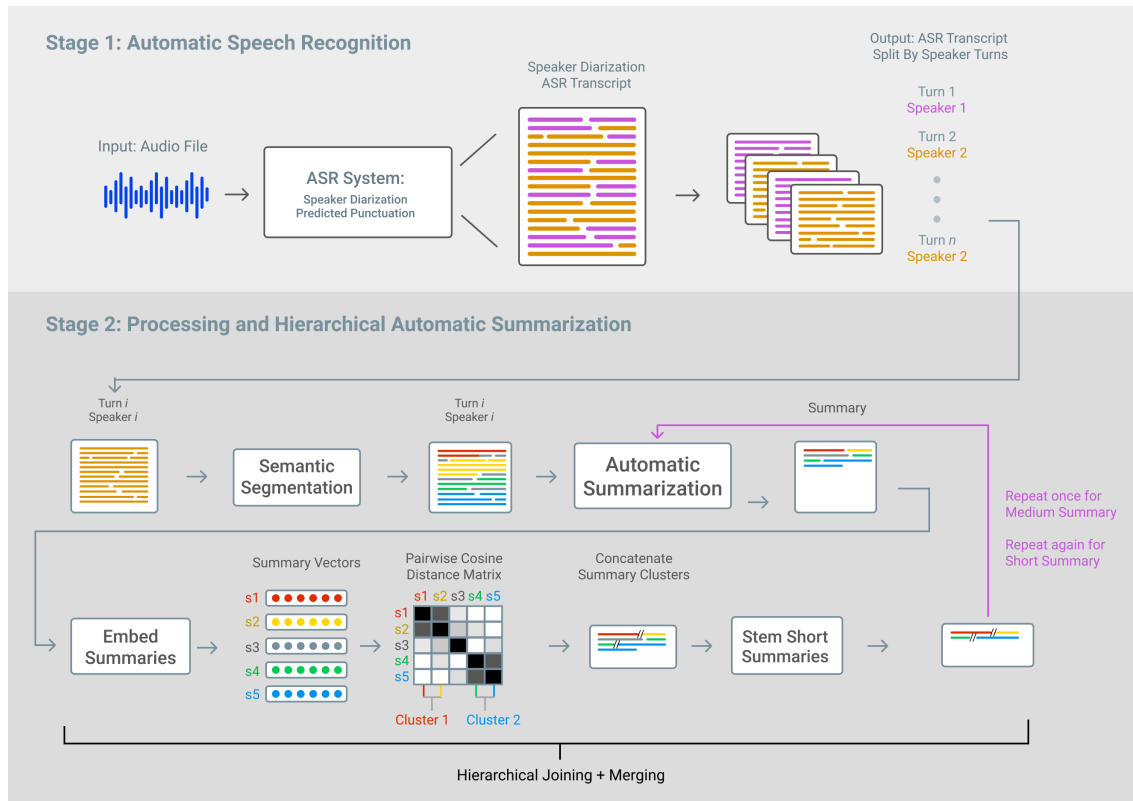 Stage 1: Automatic Speech Recognition
Output: ASR Transcript
Split By Speaker Turns
Speaker Diarization
ASR Transcript
Turn 1
Speaker 1
Input: Audio File
Turn 2
Speaker 2
ASR System:
Speaker Diarization
Predicted Punctuation
Turn n
Speaker 2
Stage 2: Processing and Hierarchical Automatic Summarization
Turn i
Speaker i
Turn i
Speaker i
Summary
Semantic
Segmentation
Automatic
Summarization
Repeat once for
Medium Summary
Repeat again for
Short Summary
Summary Vectors
Pairwise Cosine
Distance Matrix
Concatenate
Summary Clusters
s1
s2
s3
s4
s5
s1 s2 s3 s4 s5
s1
s2
s3
s4
s5
Embed
Summaries
Stem Short
Summaries
Cluster 1
Cluster 2
Hierarchical Joining + Merging